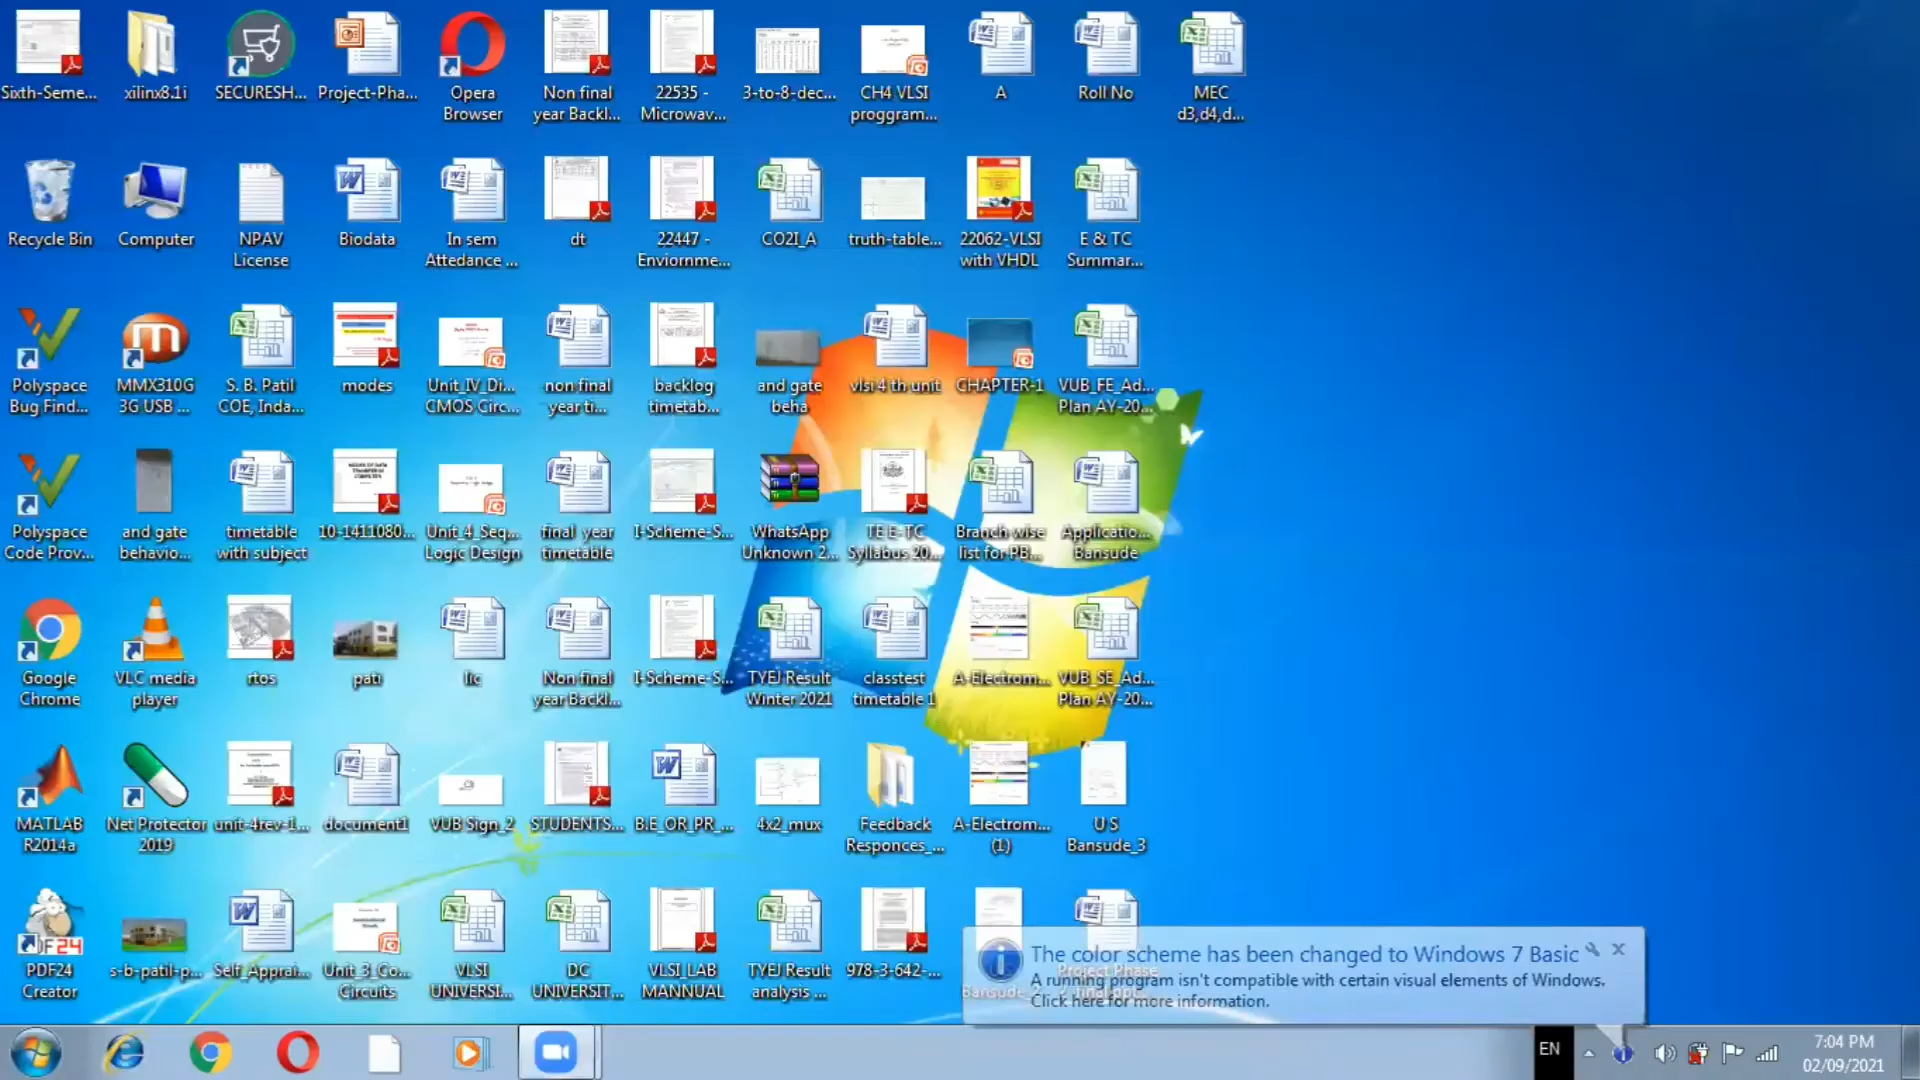 Sixth-Seme...
xilinx8.1i
SECURESH...
Project-Pha...
Opera
Browser
Non final
year Backl...
22535 -
Microwav...
3-to-8-dec...
CH4 VLSI
proggram...
A
Roll No
MEC
d3,d4,d...
Recycle Bin
Computer
NPAV
License
Biodata
In sem
Attedance ...
dt
22447 -
Enviornme...
CO2I_A
truth-table...
22062-VLSI
with VHDL
E & TC
Summar...
Polyspace
Bug Find...
MMX310G
3G USB ...
S. B. Patil
COE, Inda...
modes
Unit_IV_Di...
CMOS Circ...
non final
year ti...
backlog
timetab...
and gate
beha
vlsi 4 th unit
CHAPTER-1
VUB_FE_Ad...
Plan AY-20...
Polyspace
Code Prov...
and gate
behavio...
timetable
with subject
10-1411080...
Unit_4_Seq...
Logic Design
final year
timetable
I-Scheme-S...
WhatsApp
Unknown 2...
TE E-TC
Syllabus 20...
Branch wise
list for PB...
Applicatio...
Bansude
Google
Chrome
VLC media
player
rtos
pati
lic
Non final
year Backl...
I-Scheme-S...
TYEJ Result
Winter 2021
classtest
timetable 1
A-Electrom...
VUB_SE_Ad...
Plan AY-20...
MATLAB
R2014a
Net Protector
2019
unit-4rev-1...
document1
VUB Sign_2
STUDENTS...
B.E_OR_PR_...
4x2_mux
Feedback
Responces_...
A-Electrom...
(1)
U S
Bansude_3
PDF24
Creator
s-b-patil-p...
Self_Apprai...
Unit_3_Co...
Circuits
VLSI
UNIVERSI...
DC
UNIVERSIT...
VLSI_LAB
MANNUAL
TYEJ Result
analysis ...
978-3-642-...
Project Phase
The color scheme has been changed to Windows 7 Basic
A running program isn't compatible with certain visual elements of Windows.
Click here for more information.
EN
7:04 PM
02/09/2021